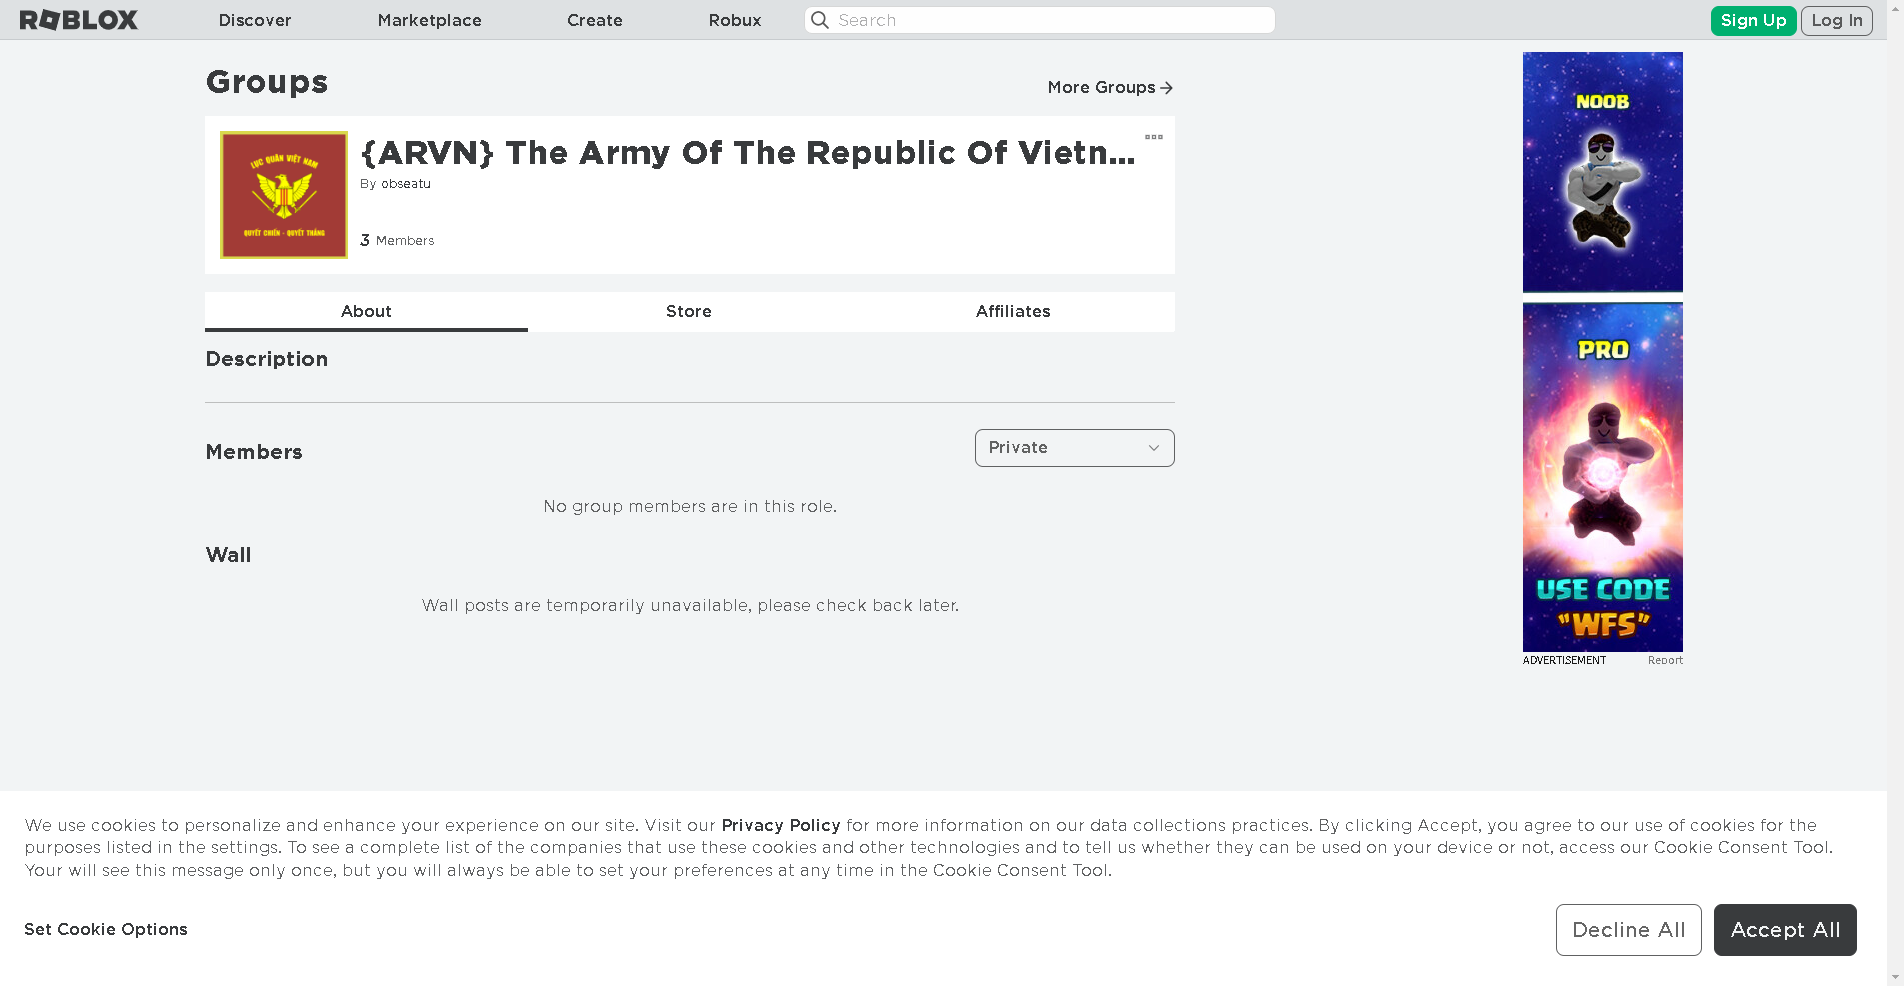 ROBLOX
Discover
Marketplace
Create
Robux
Search
Sign Up
Log In
Groups
More Groups
LỤC QUÂN VIỆT NAM
QUYẾT CHIẾN - QUYẾT THẮNG
{ARVN} The Army Of The Republic Of Vietn...
By obseatu
3 Members
About
Store
Affiliates
Description
Members
Private
No group members are in this role.
Wall
Wall posts are temporarily unavailable, please check back later.
NOOB
PRO
USE CODE
"WFS"
ADVERTISEMENT
Report
We use cookies to personalize and enhance your experience on our site. Visit our Privacy Policy for more information on our data collections practices. By clicking Accept, you agree to our use of cookies for the
purposes listed in the settings. To see a complete list of the companies that use these cookies and other technologies and to tell us whether they can be used on your device or not, access our Cookie Consent Tool.
Your will see this message only once, but you will always be able to set your preferences at any time in the Cookie Consent Tool.
Set Cookie Options
Decline All
Accept All